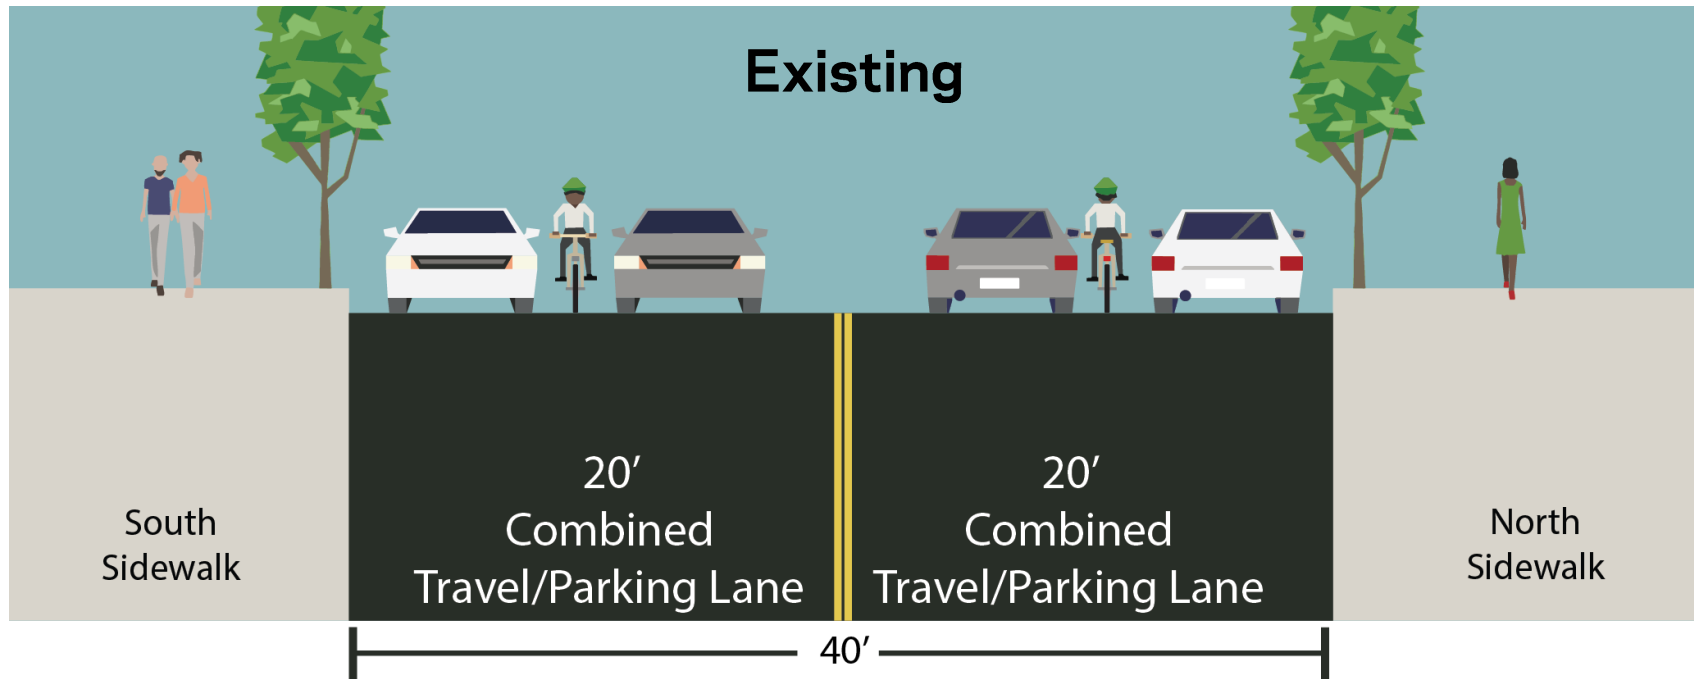 Existing
20’
Combined
Travel/Parking Lane
20’
Combined
Travel/Parking Lane
South
Sidewalk
North
Sidewalk
40’